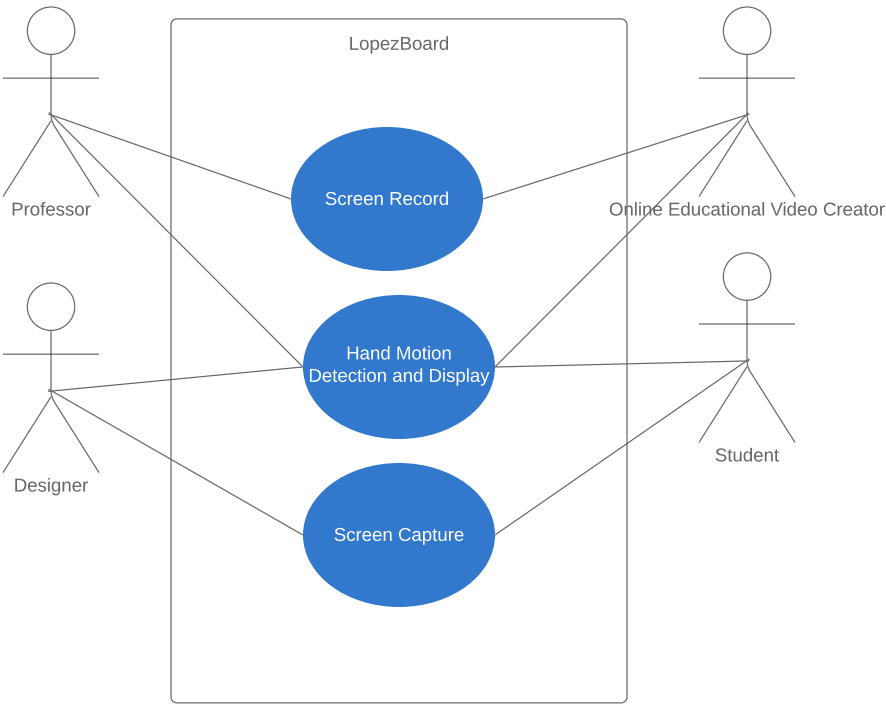 LopezBoard
Screen Record
Professor
Online Educational Video Creator
Hand Motion
Detection and Display
Student
Designer
Screen Capture